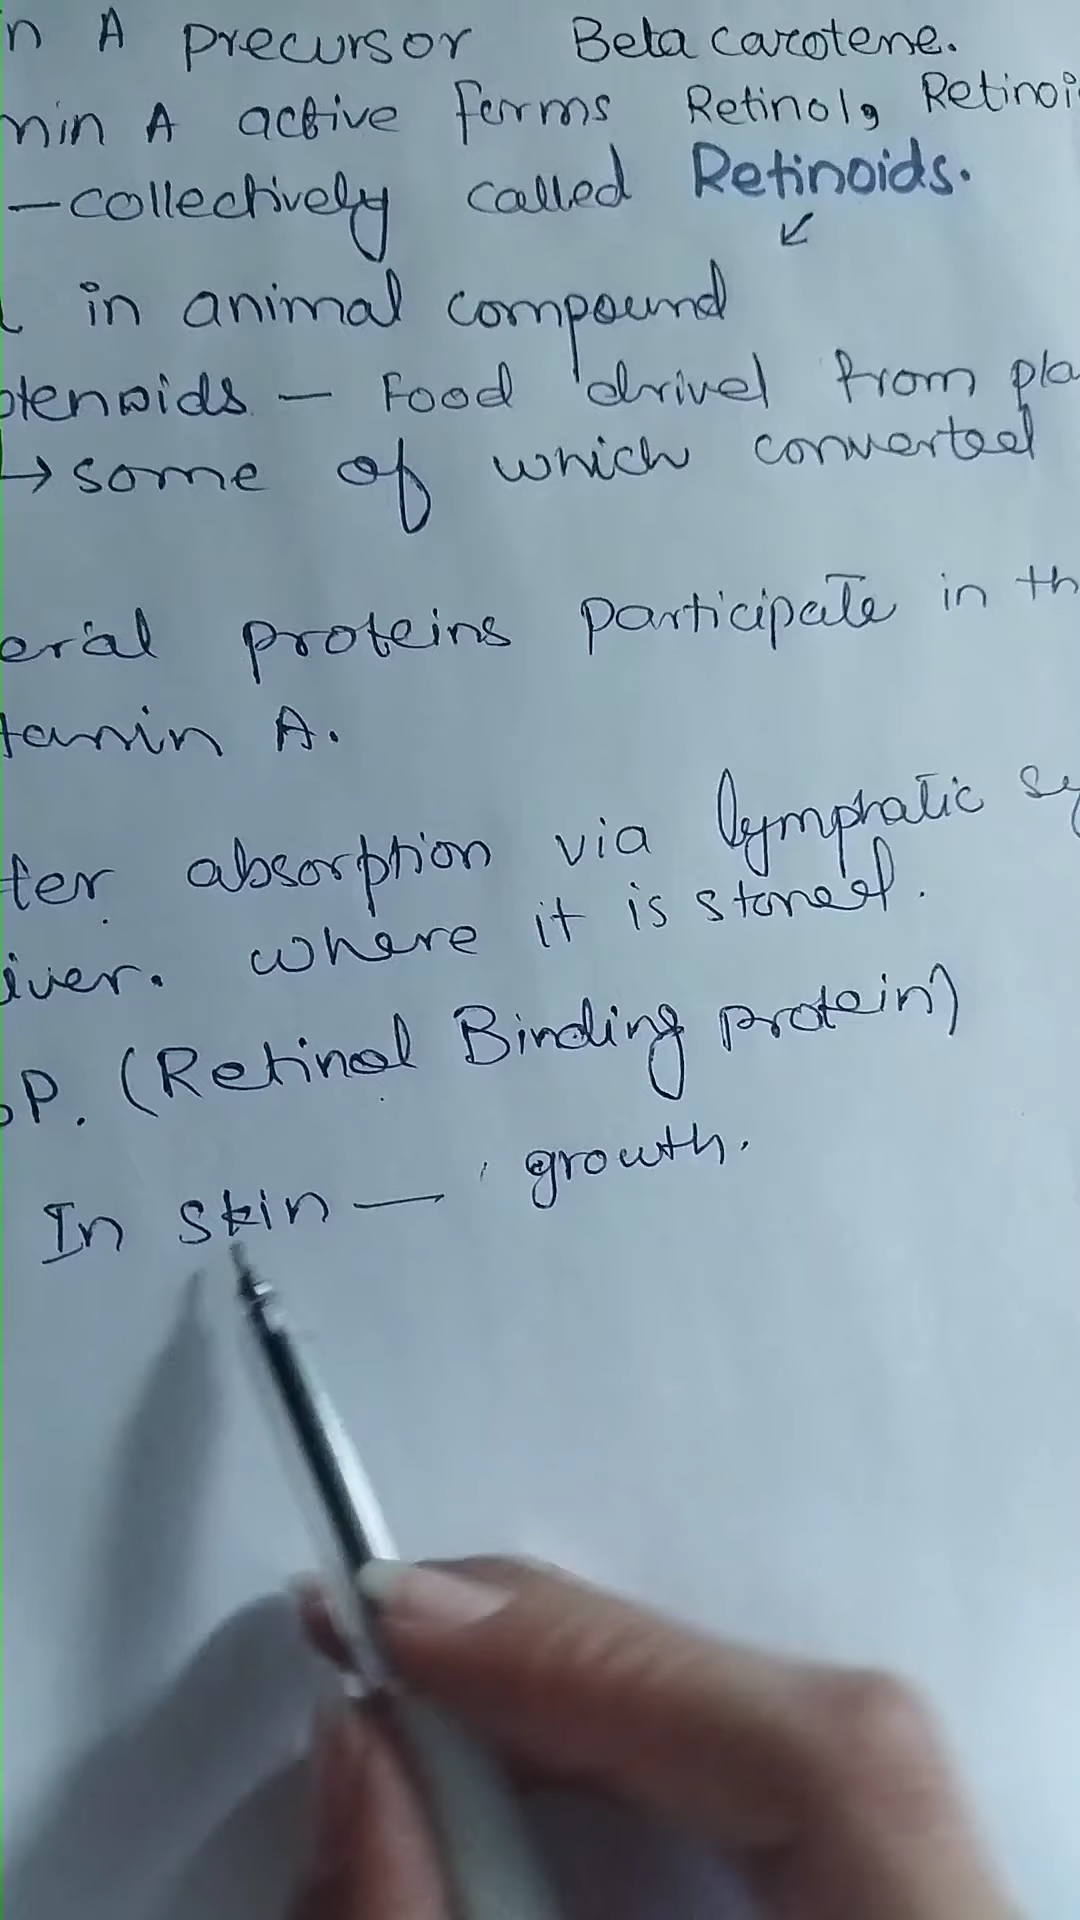 n A precursor Beta carotene.
min A active forms Retinol, Retinoi
- collectively called Retinoids.
in animal compound
otenoids - Food drived from pla
→ some of which converted
eral proteins participate in th
tamin A.
ter absorption via lymphatic sy
iver. where it is stored.
P. (Retinol Binding protein)
In skin — growth.